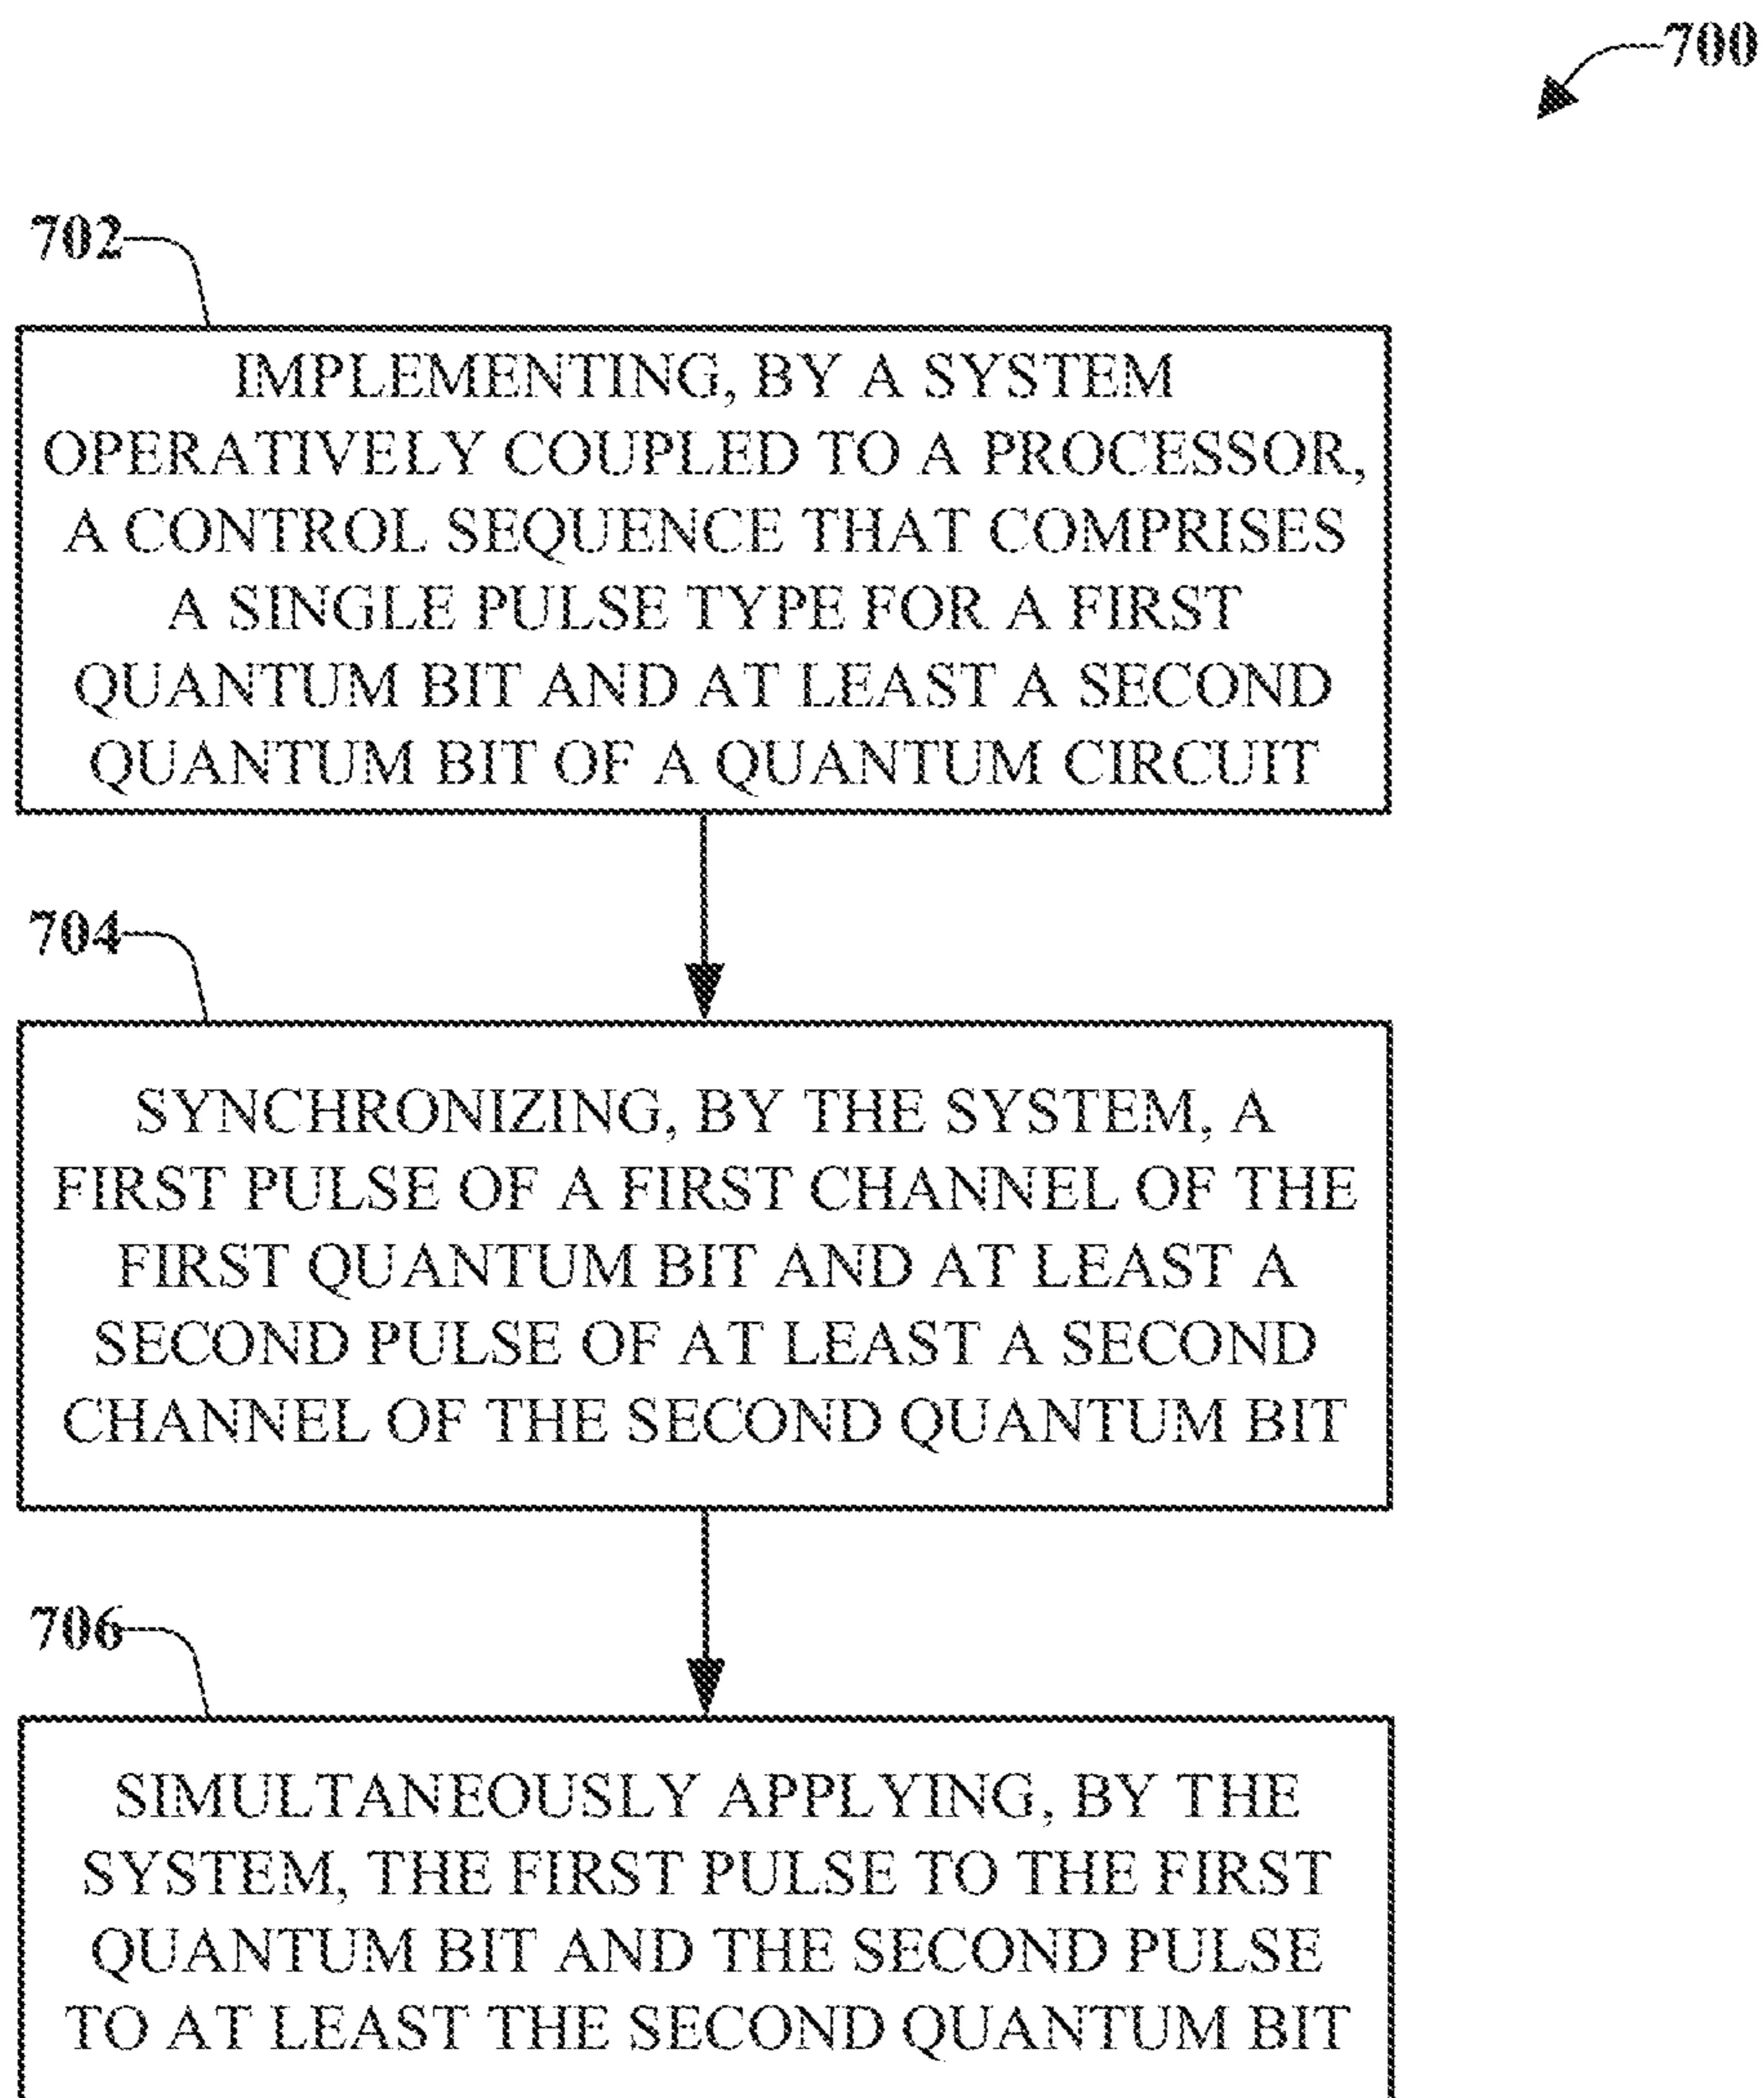 700
702
IMPLEMENTING, BY A SYSTEM
OPERATIVELY COUPLED TO A PROCESSOR,
A CONTROL SEQUENCE THAT COMPRISES
A SINGLE PULSE TYPE FOR A FIRST
QUANTUM BIT AND AT LEAST A SECOND
QUANTUM BIT OF A QUANTUM CIRCUIT
704
SYNCHRONIZING, BY THE SYSTEM, A
FIRST PULSE OF A FIRST CHANNEL OF THE
FIRST QUANTUM BIT AND AT LEAST A
SECOND PULSE OF AT LEAST A SECOND
CHANNEL OF THE SECOND QUANTUM BIT
706
SIMULTANEOUSLY APPLYING, BY THE
SYSTEM, THE FIRST PULSE TO THE FIRST
QUANTUM BIT AND THE SECOND PULSE
TO AT LEAST THE SECOND QUANTUM BIT